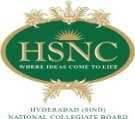 HSNC
WHERE IDEAS COME TO LIFE
HYDERABAD (SIND)
NATIONAL COLLEGIATE BOARD